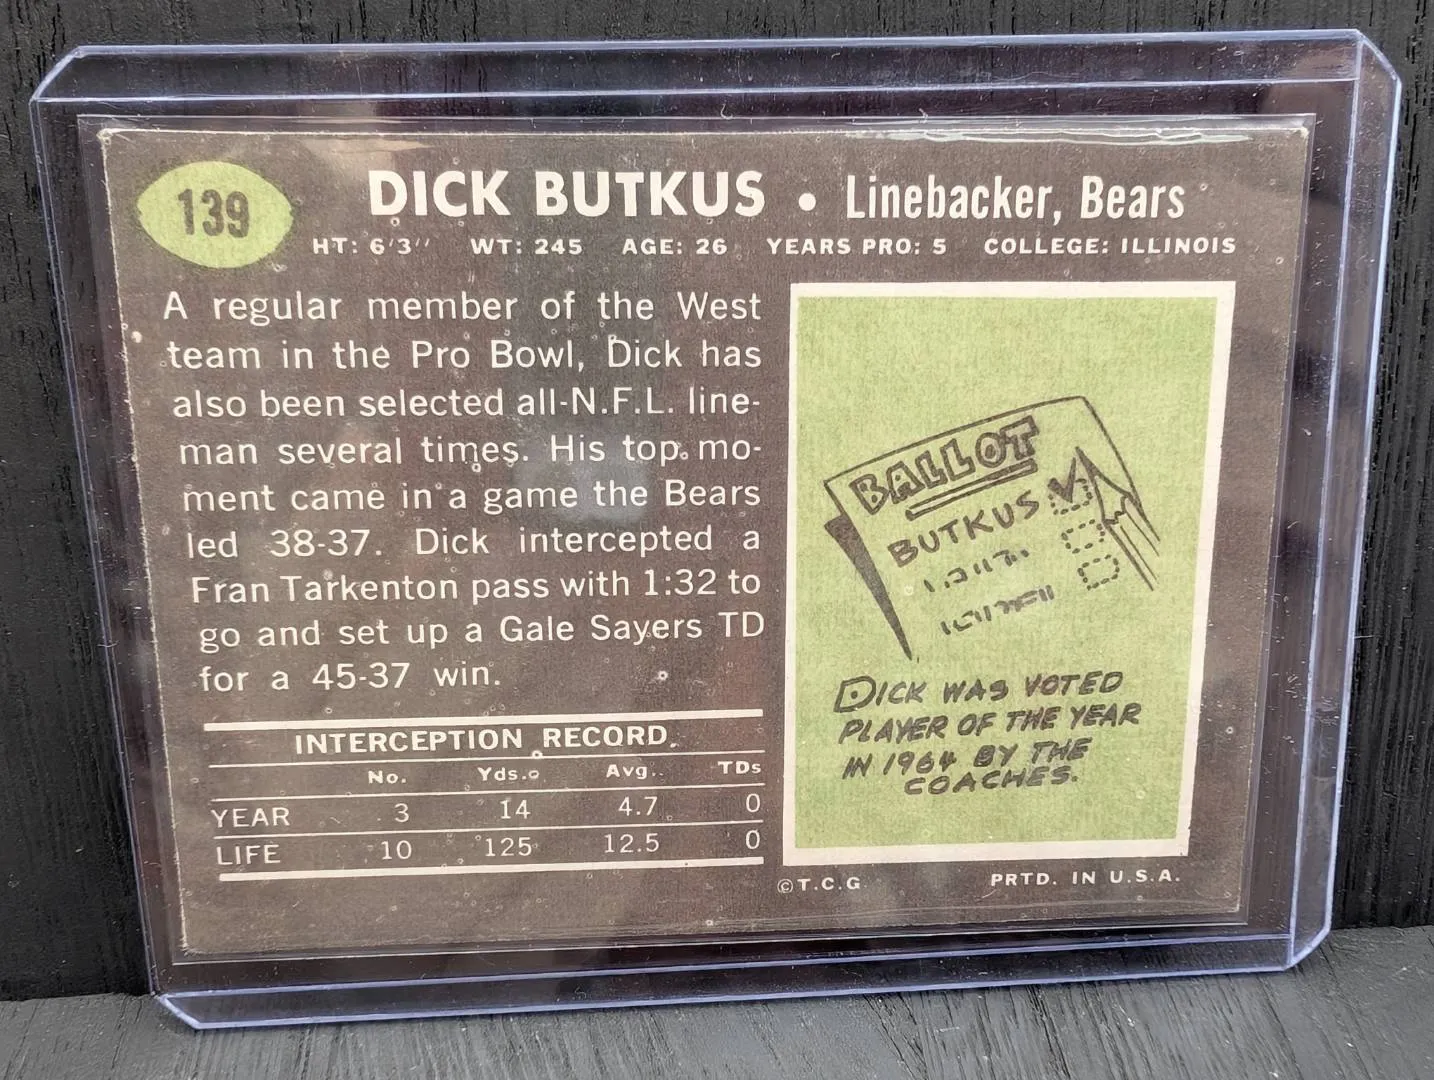 139
DICK BUTKUS • Linebacker, Bears
HT: 6'3" WT: 245 AGE: 26 YEARS PRO: 5 COLLEGE: ILLINOIS
A regular member of the West
team in the Pro Bowl, Dick has
also been selected all-N.F.L. line-
man several times. His top mo-
ment came in a game the Bears
led 38-37. Dick intercepted a
Fran Tarkenton pass with 1:32 to
go and set up a Gale Sayers TD
for a 45-37 win.
INTERCEPTION RECORD
No. Yds. Avg. TDs
YEAR 3 14 4.7 0
LIFE 10 125 12.5 0
BALLOT
BUTKUS
DICK WAS VOTED
PLAYER OF THE YEAR
IN 1964 BY THE
COACHES.
©T.C.G. PRTD. IN U.S.A.